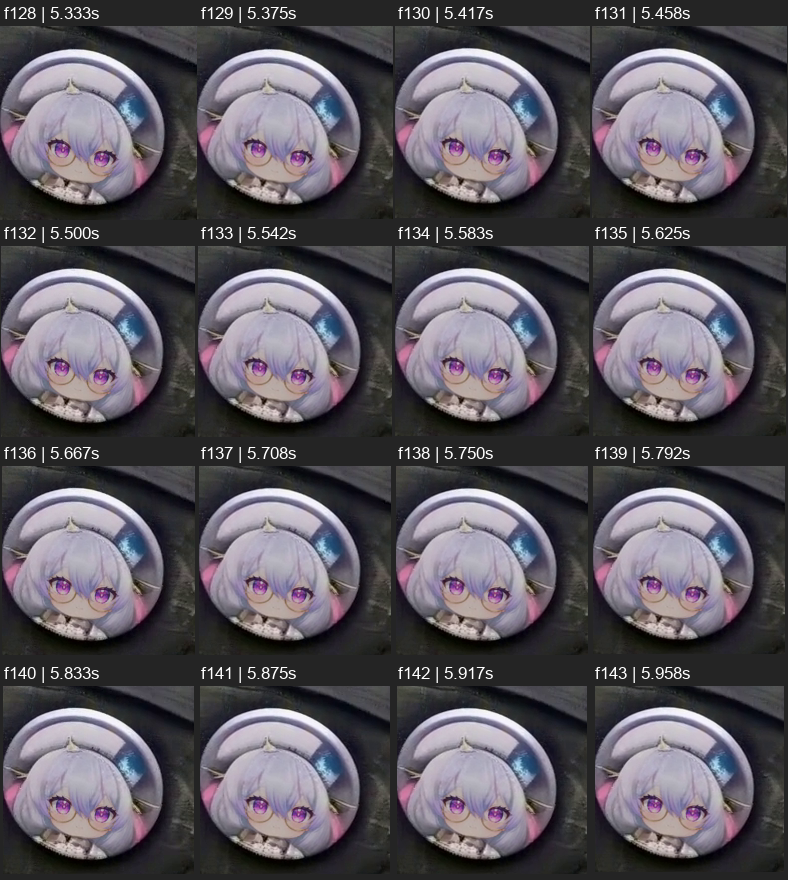 f128 | 5.333s f129 | 5.375s f130 | 5.417s f131 | 5.458s
f132 | 5.500s f133 | 5.542s f134 | 5.583s f135 | 5.625s
f136 | 5.667s f137 | 5.708s f138 | 5.750s f139 | 5.792s
f140 | 5.833s f141 | 5.875s f142 | 5.917s f143 | 5.958s